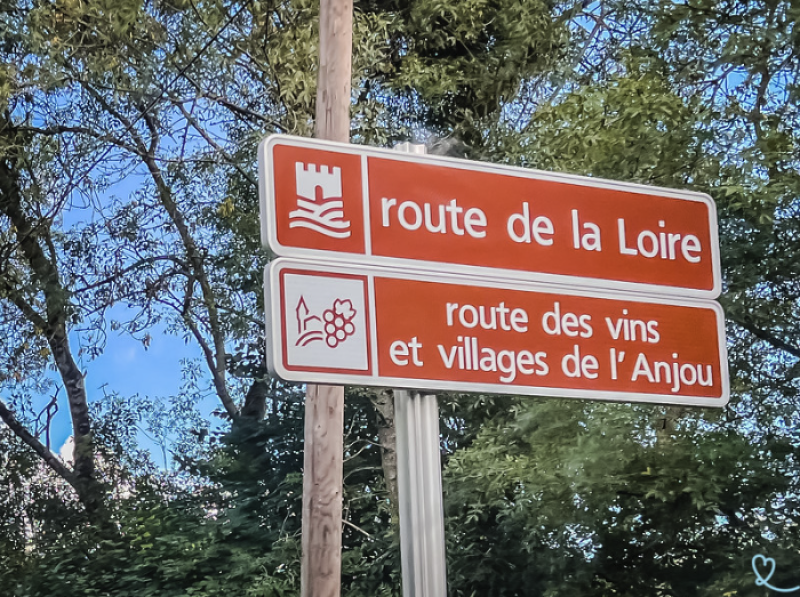 route de la Loire
route des vins
et villages de l'Anjou